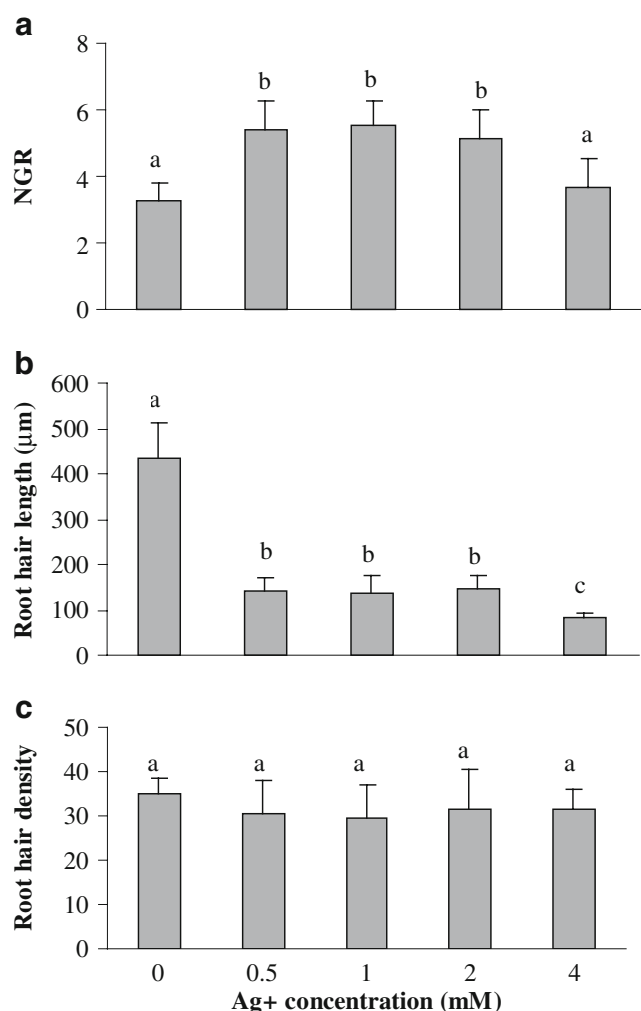 a
NGR
8
6
4
2
0
a
b
b
b
a
b
Root hair length (µm)
600
500
400
300
200
100
0
a
b
b
b
c
c
Root hair density
50
40
30
20
10
0
a
a
a
a
a
0 0.5 1 2 4
Ag+ concentration (mM)